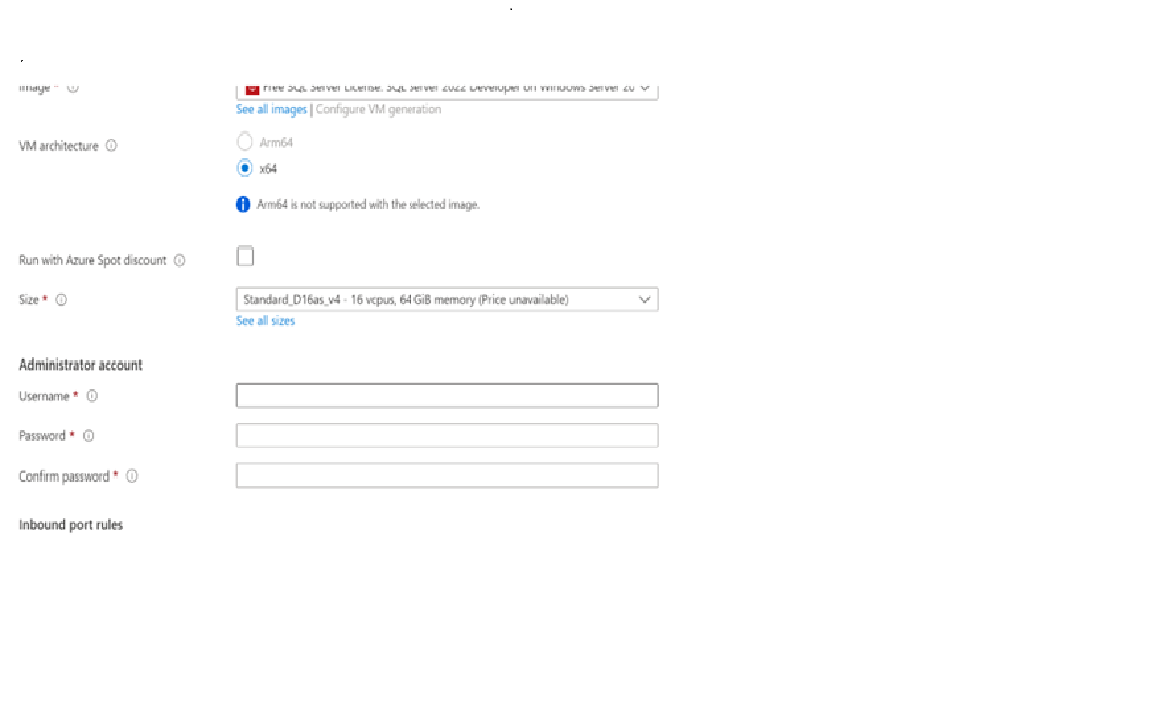 Image *
Free SQL Server License: SQL Server 2022 Developer on Windows Server 20
See all images | Configure VM generation
VM architecture
Arm64
x64
Arm64 is not supported with the selected image.
Run with Azure Spot discount
Size *
Standard_D16as_v4 - 16 vcpus, 64 GiB memory (Price unavailable)
See all sizes
Administrator account
Username *
Password *
Confirm password *
Inbound port rules